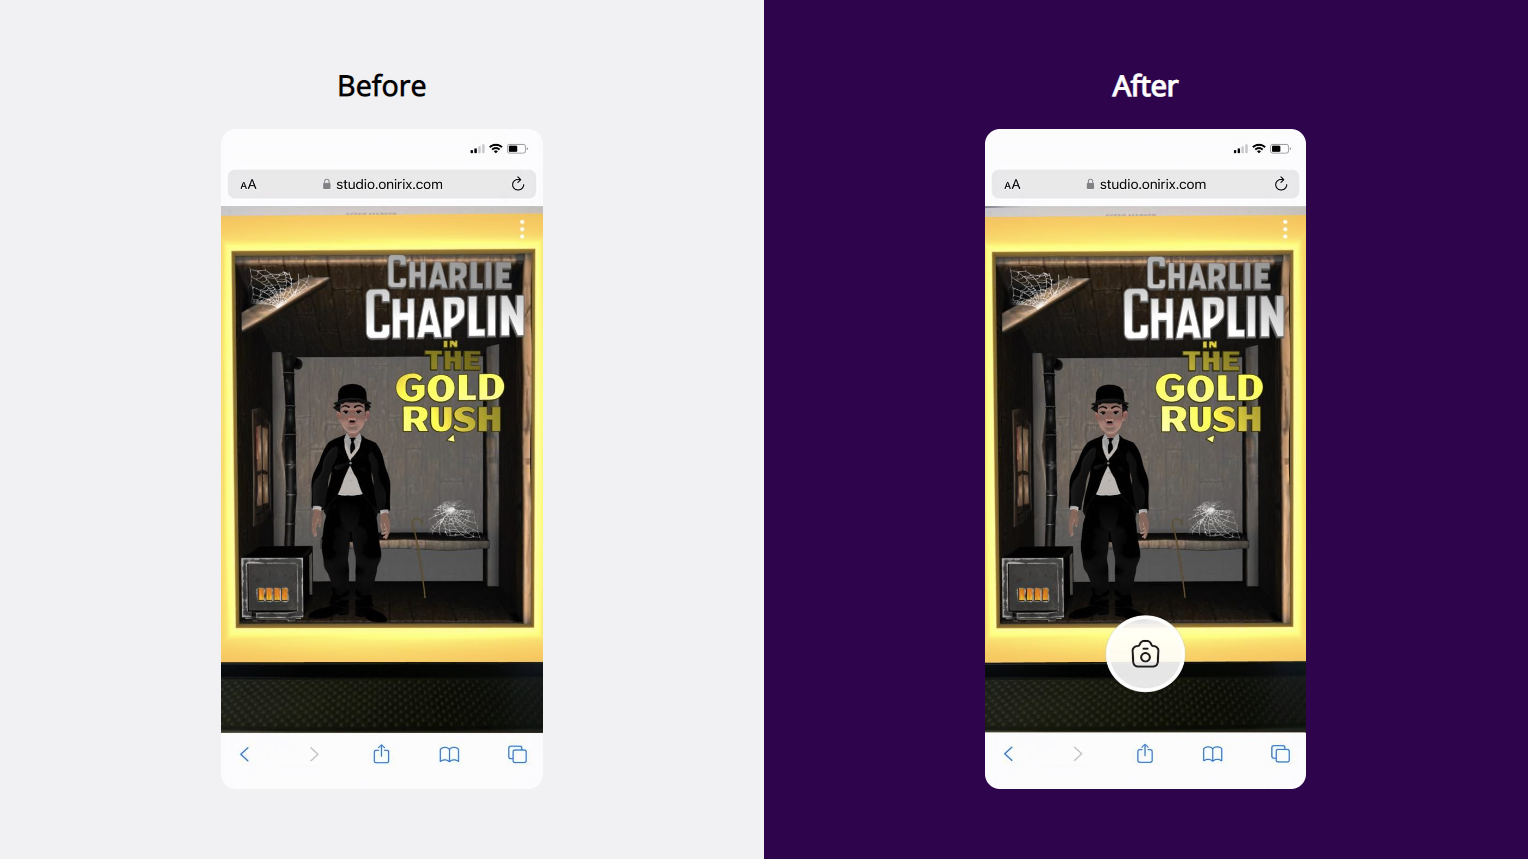 Before
AA
studio.onirix.com
CHARLIE
CHAPLIN
IN
THE
GOLD
RUSH
After
AA
studio.onirix.com
CHARLIE
CHAPLIN
IN
THE
GOLD
RUSH